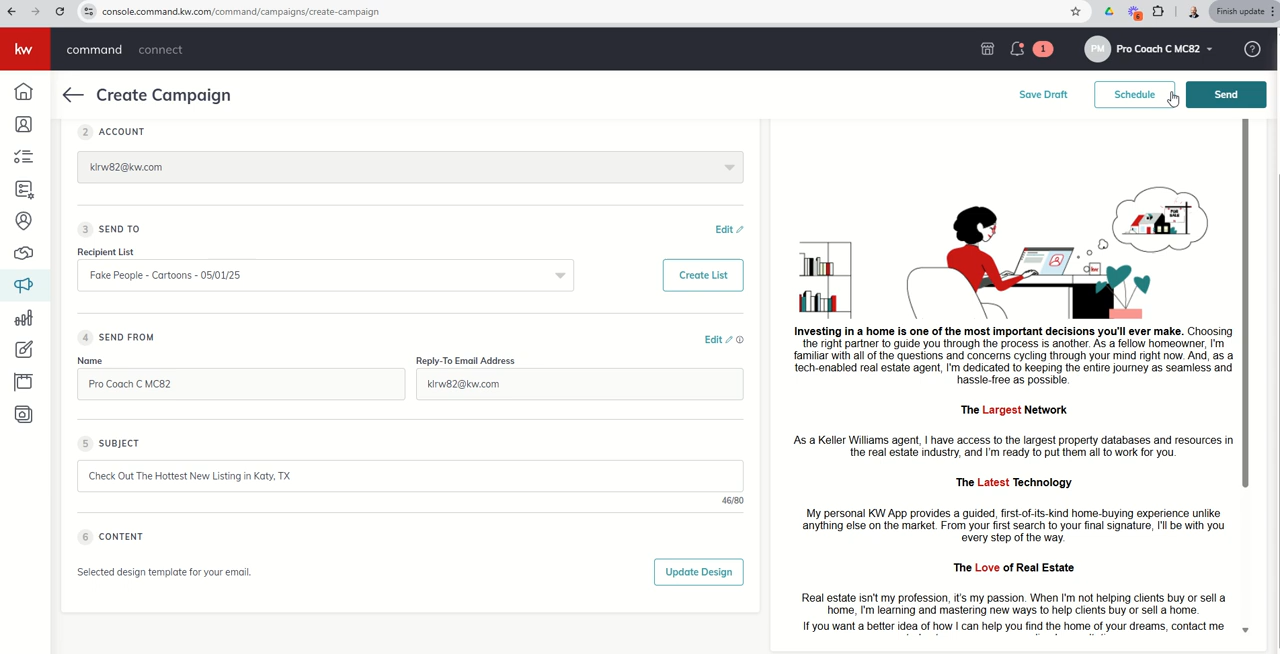 console.command.kw.com/command/campaigns/create-campaign
6
Finish update
kw
command
connect
1
PM
Pro Coach C MC82
?
Create Campaign
Save Draft
Schedule
Send
2 ACCOUNT
klrw82@kw.com
3 SEND TO
Edit
Recipient List
Fake People - Cartoons - 05/01/25
Create List
4 SEND FROM
Edit
Name
Reply-To Email Address
Pro Coach C MC82
klrw82@kw.com
5 SUBJECT
Check Out The Hottest New Listing in Katy, TX
46/80
6 CONTENT
Selected design template for your email.
Update Design
FOR
SALE
kw
Investing in a home is one of the most important decisions you'll ever make. Choosing
the right partner to guide you through the process is another. As a fellow homeowner, I'm
familiar with all of the questions and concerns cycling through your mind right now. And, as a
tech-enabled real estate agent, I'm dedicated to keeping the entire journey as seamless and
hassle-free as possible.
The Largest Network
As a Keller Williams agent, I have access to the largest property databases and resources in
the real estate industry, and I'm ready to put them all to work for you.
The Latest Technology
My personal KW App provides a guided, first-of-its-kind home-buying experience unlike
anything else on the market. From your first search to your final signature, I'll be with you
every step of the way.
The Love of Real Estate
Real estate isn't my profession, it's my passion. When I'm not helping clients buy or sell a
home, I'm learning and mastering new ways to help clients buy or sell a home.
If you want a better idea of how I can help you find the home of your dreams, contact me